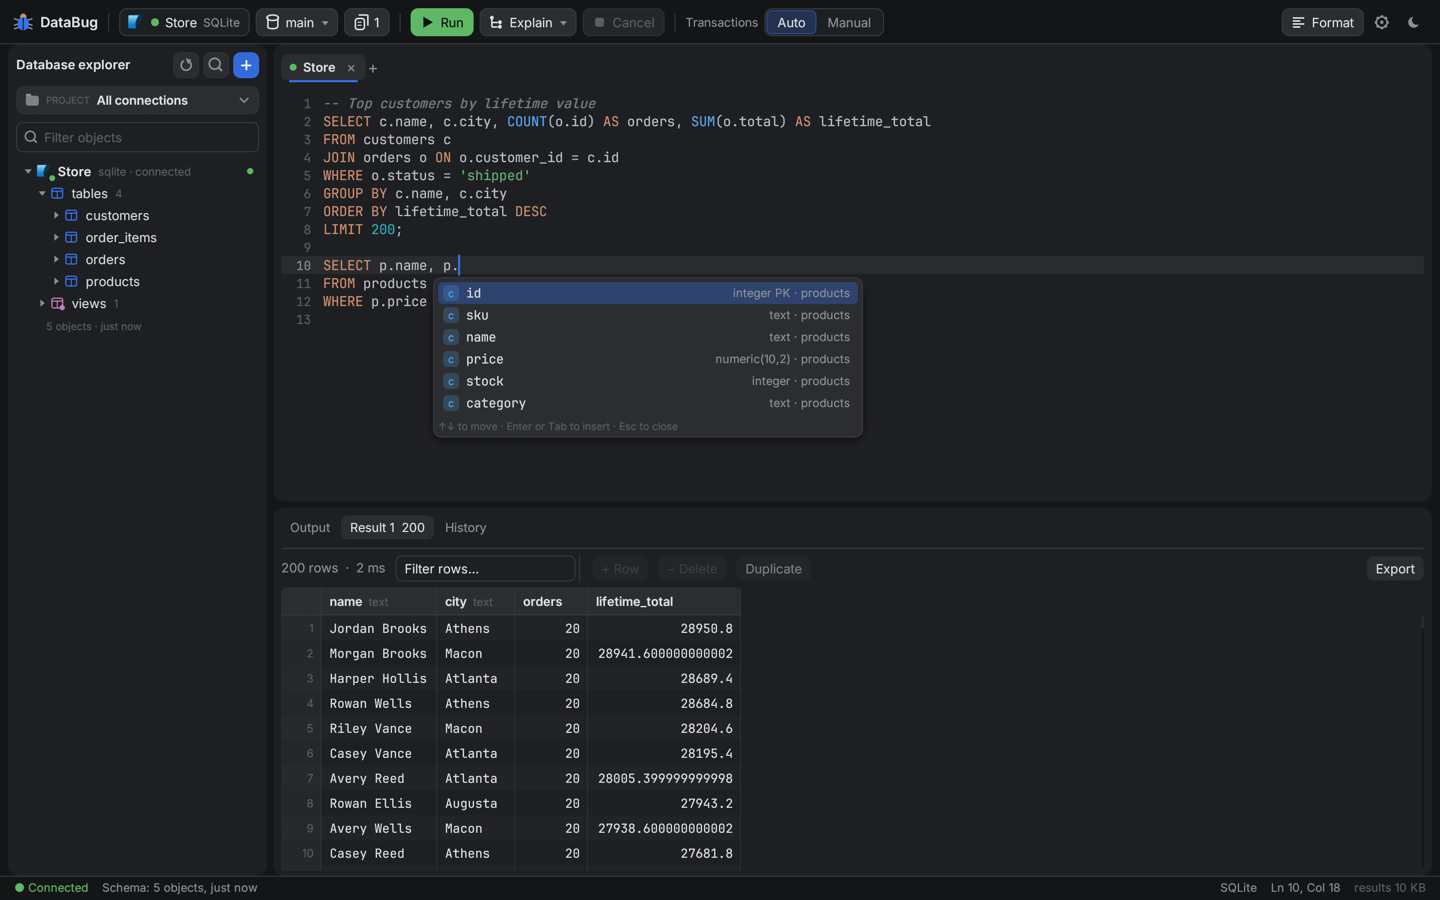 DataBug
Store SQLite
main
1
Run
Explain
Cancel
Transactions
Auto
Manual
Format
Database explorer
PROJECT All connections
Filter objects
Store sqlite · connected
tables 4
customers
order_items
orders
products
views 1
5 objects · just now
Store × +
1 -- Top customers by lifetime value
2 SELECT c.name, c.city, COUNT(o.id) AS orders, SUM(o.total) AS lifetime_total
3 FROM customers c
4 JOIN orders o ON o.customer_id = c.id
5 WHERE o.status = 'shipped'
6 GROUP BY c.name, c.city
7 ORDER BY lifetime_total DESC
8 LIMIT 200;
9
10 SELECT p.name, p.
11 FROM products
12 WHERE p.price
13
c id integer PK · products
c sku text · products
c name text · products
c price numeric(10,2) · products
c stock integer · products
c category text · products
↑↓ to move · Enter or Tab to insert · Esc to close
Output
Result 1 200
History
200 rows · 2 ms
Filter rows...
+ Row
− Delete
Duplicate
Export
name text city text orders lifetime_total
1 Jordan Brooks Athens 20 28950.8
2 Morgan Brooks Macon 20 28941.600000000002
3 Harper Hollis Atlanta 20 28689.4
4 Rowan Wells Athens 20 28684.8
5 Riley Vance Macon 20 28204.6
6 Casey Vance Atlanta 20 28195.4
7 Avery Reed Atlanta 20 28005.399999999998
8 Rowan Ellis Augusta 20 27943.2
9 Avery Wells Macon 20 27938.600000000002
10 Casey Reed Athens 20 27681.8
Connected
Schema: 5 objects, just now
SQLite
Ln 10, Col 18
results 10 KB